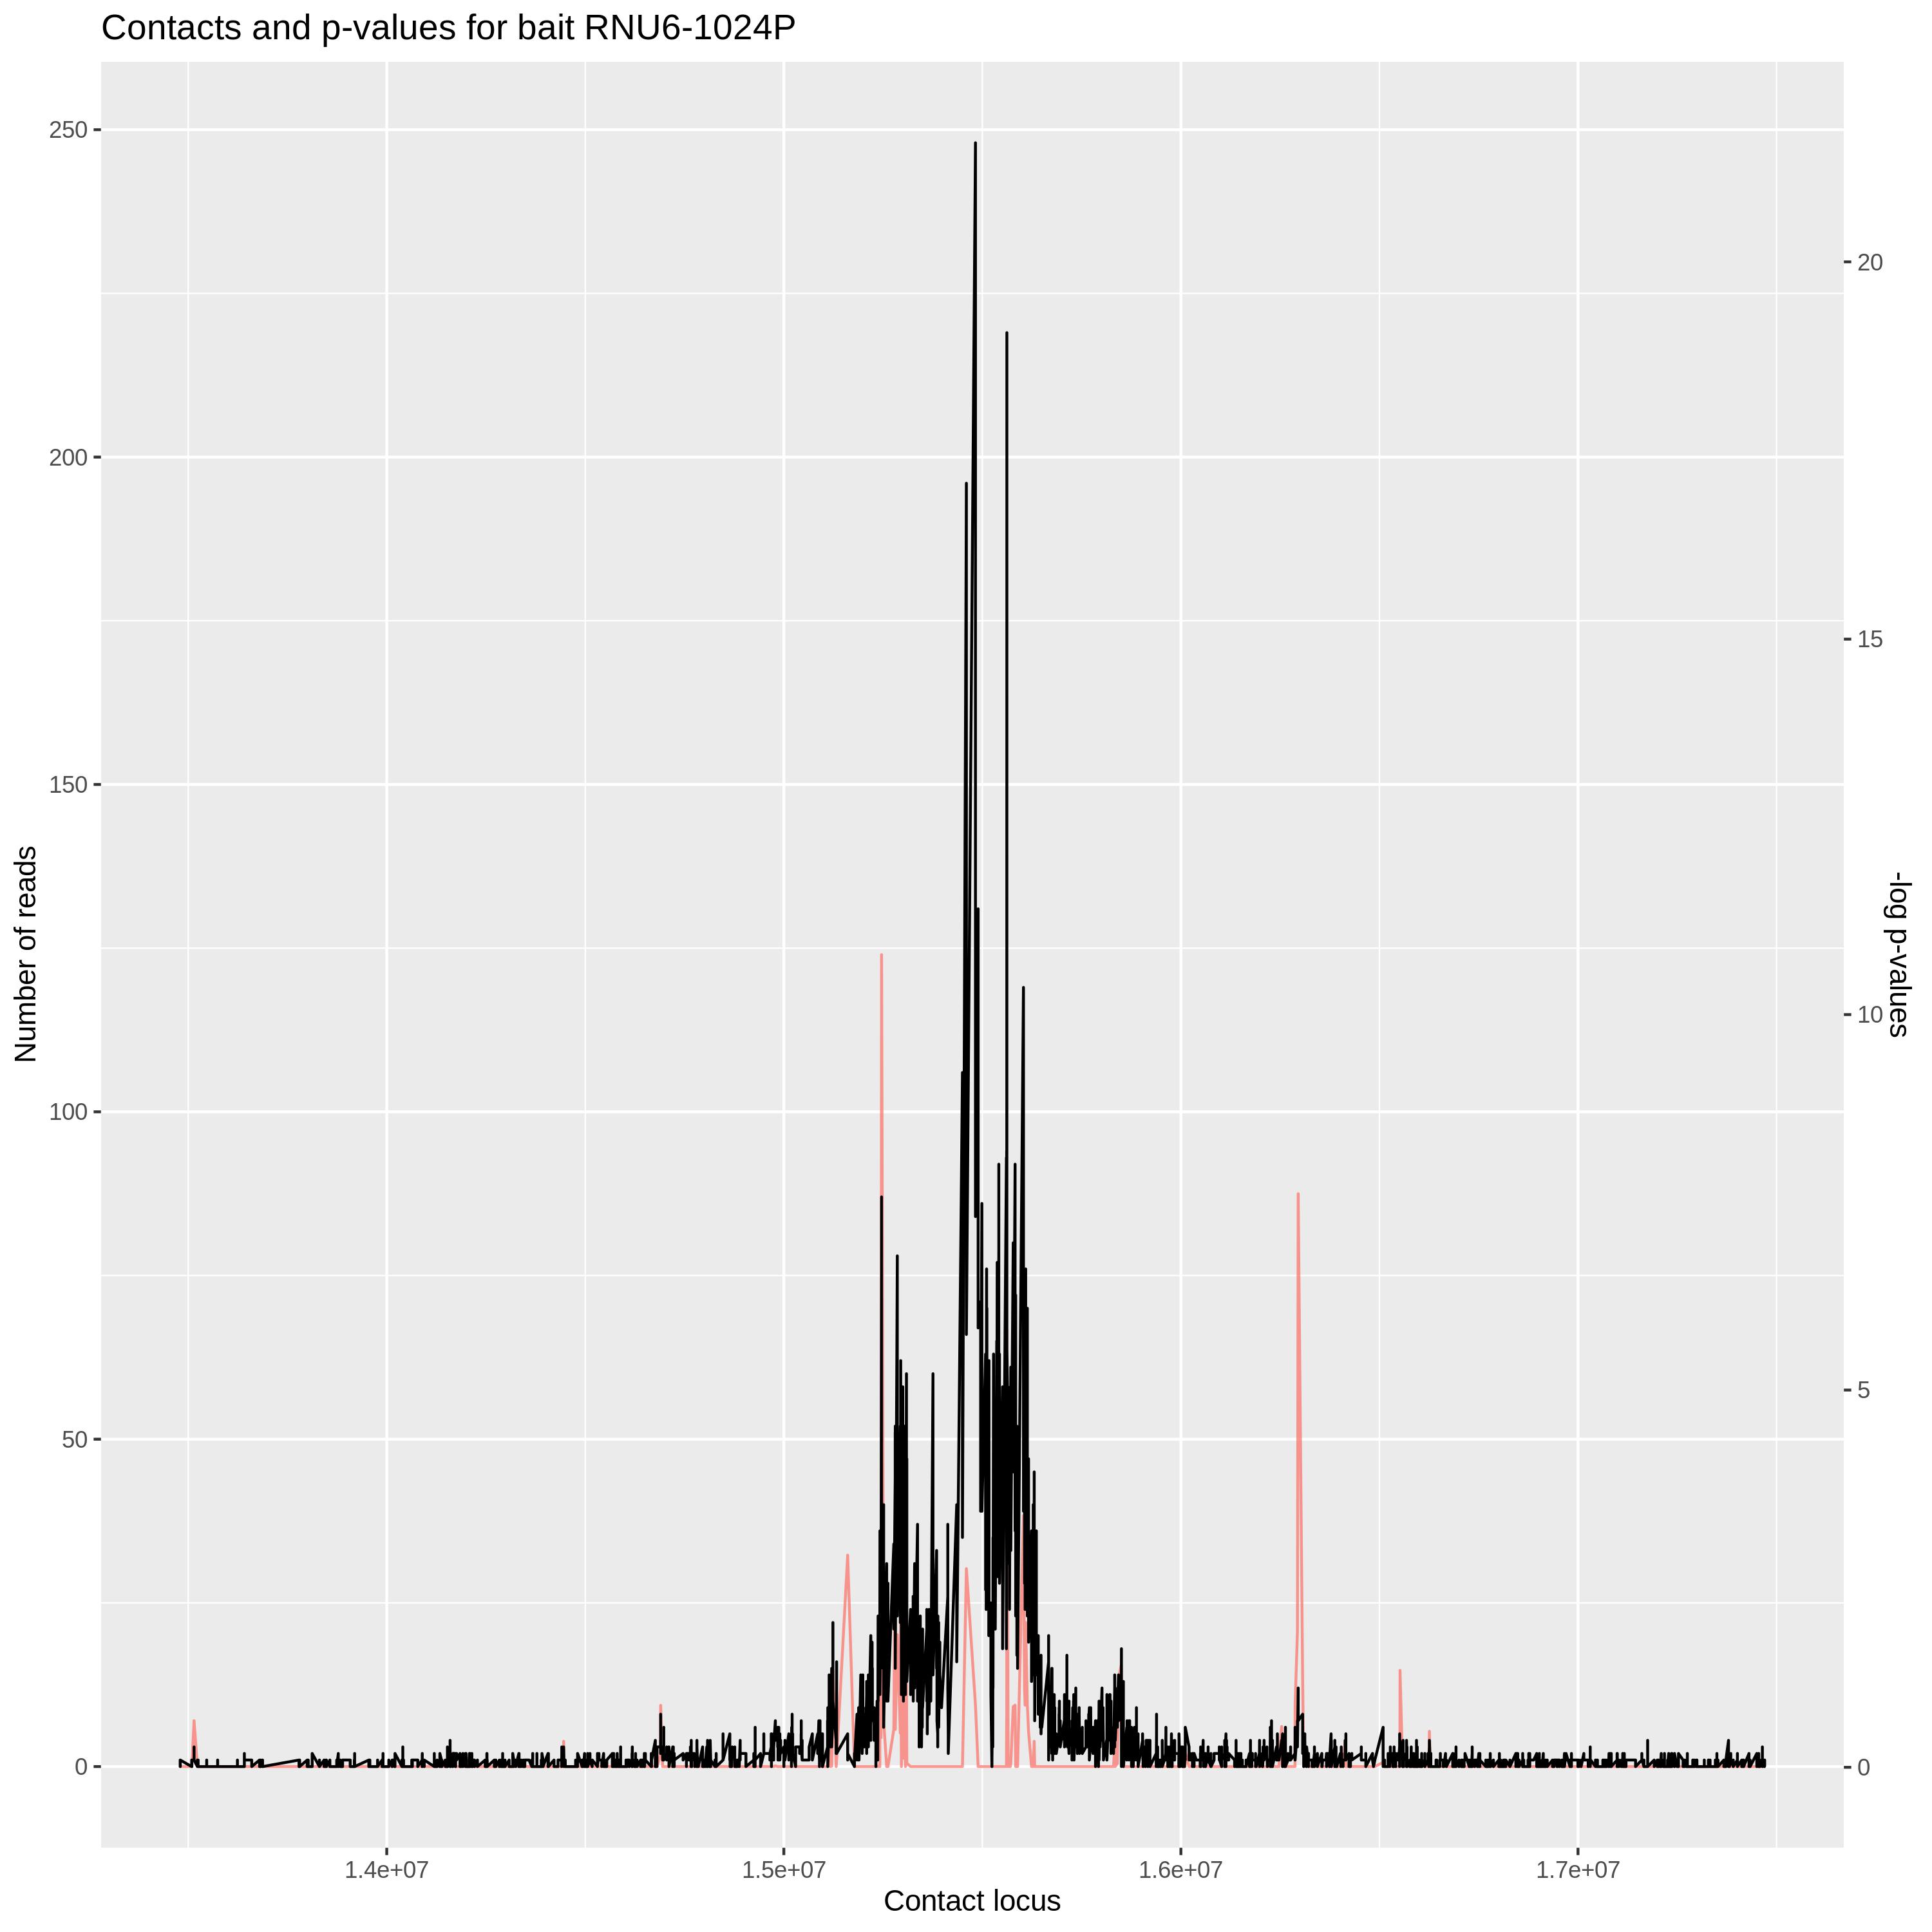 Contacts and p-values for bait RNU6-1024P
250
200
150
100
50
0
20
15
10
5
0
Number of reads
-log p-values
1.4e+07
1.5e+07
1.6e+07
1.7e+07
Contact locus